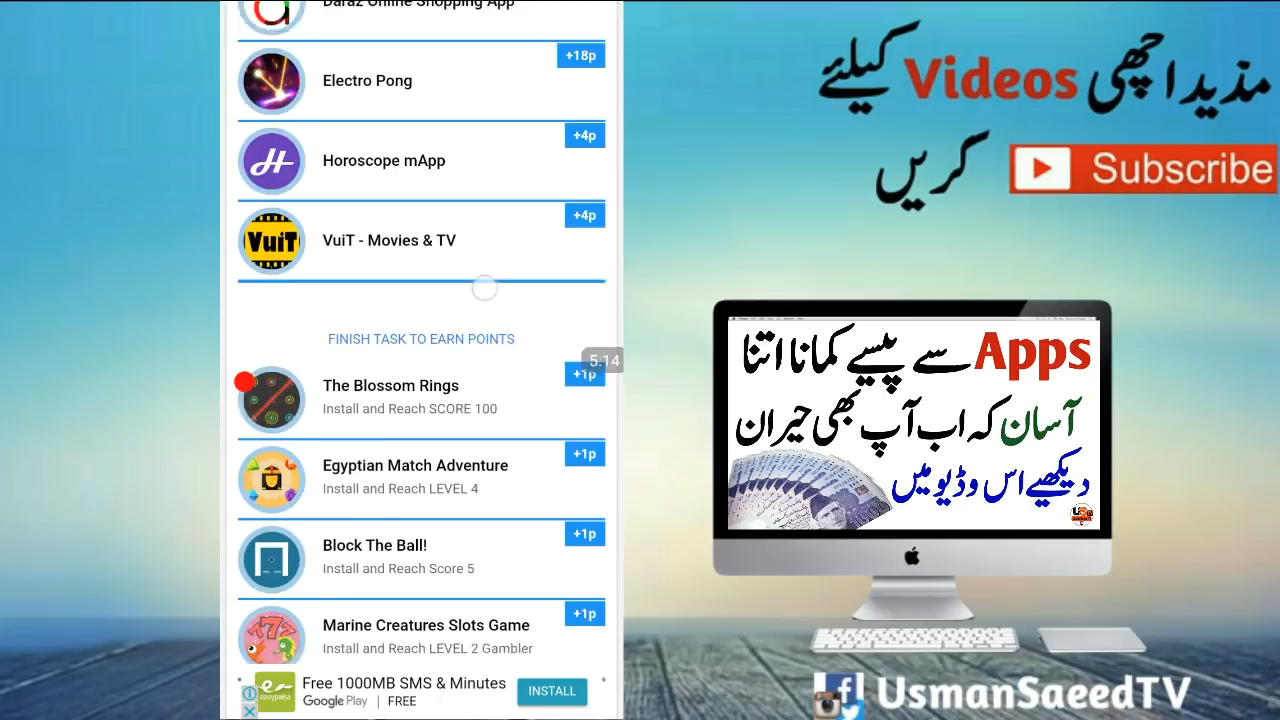 Daraz Online Shopping App
+18p
Electro Pong
+4p
Horoscope mApp
+4p
VuiT
VuiT - Movies & TV
FINISH TASK TO EARN POINTS
5:14
+1p
The Blossom Rings
Install and Reach SCORE 100
+1p
Egyptian Match Adventure
Install and Reach LEVEL 4
+1p
Block The Ball!
Install and Reach Score 5
+1p
Marine Creatures Slots Game
Install and Reach LEVEL 2 Gambler
easypaisa
Free 1000MB SMS & Minutes
Google Play | FREE
INSTALL
مذید اچھی Videos کیلئے
Subscribe کریں
Apps سے پیسے کمانا اتنا
آسان کہ اب آپ بھی حیران
دیکھیے اس وڈیو میں
UsmanSaeedTV